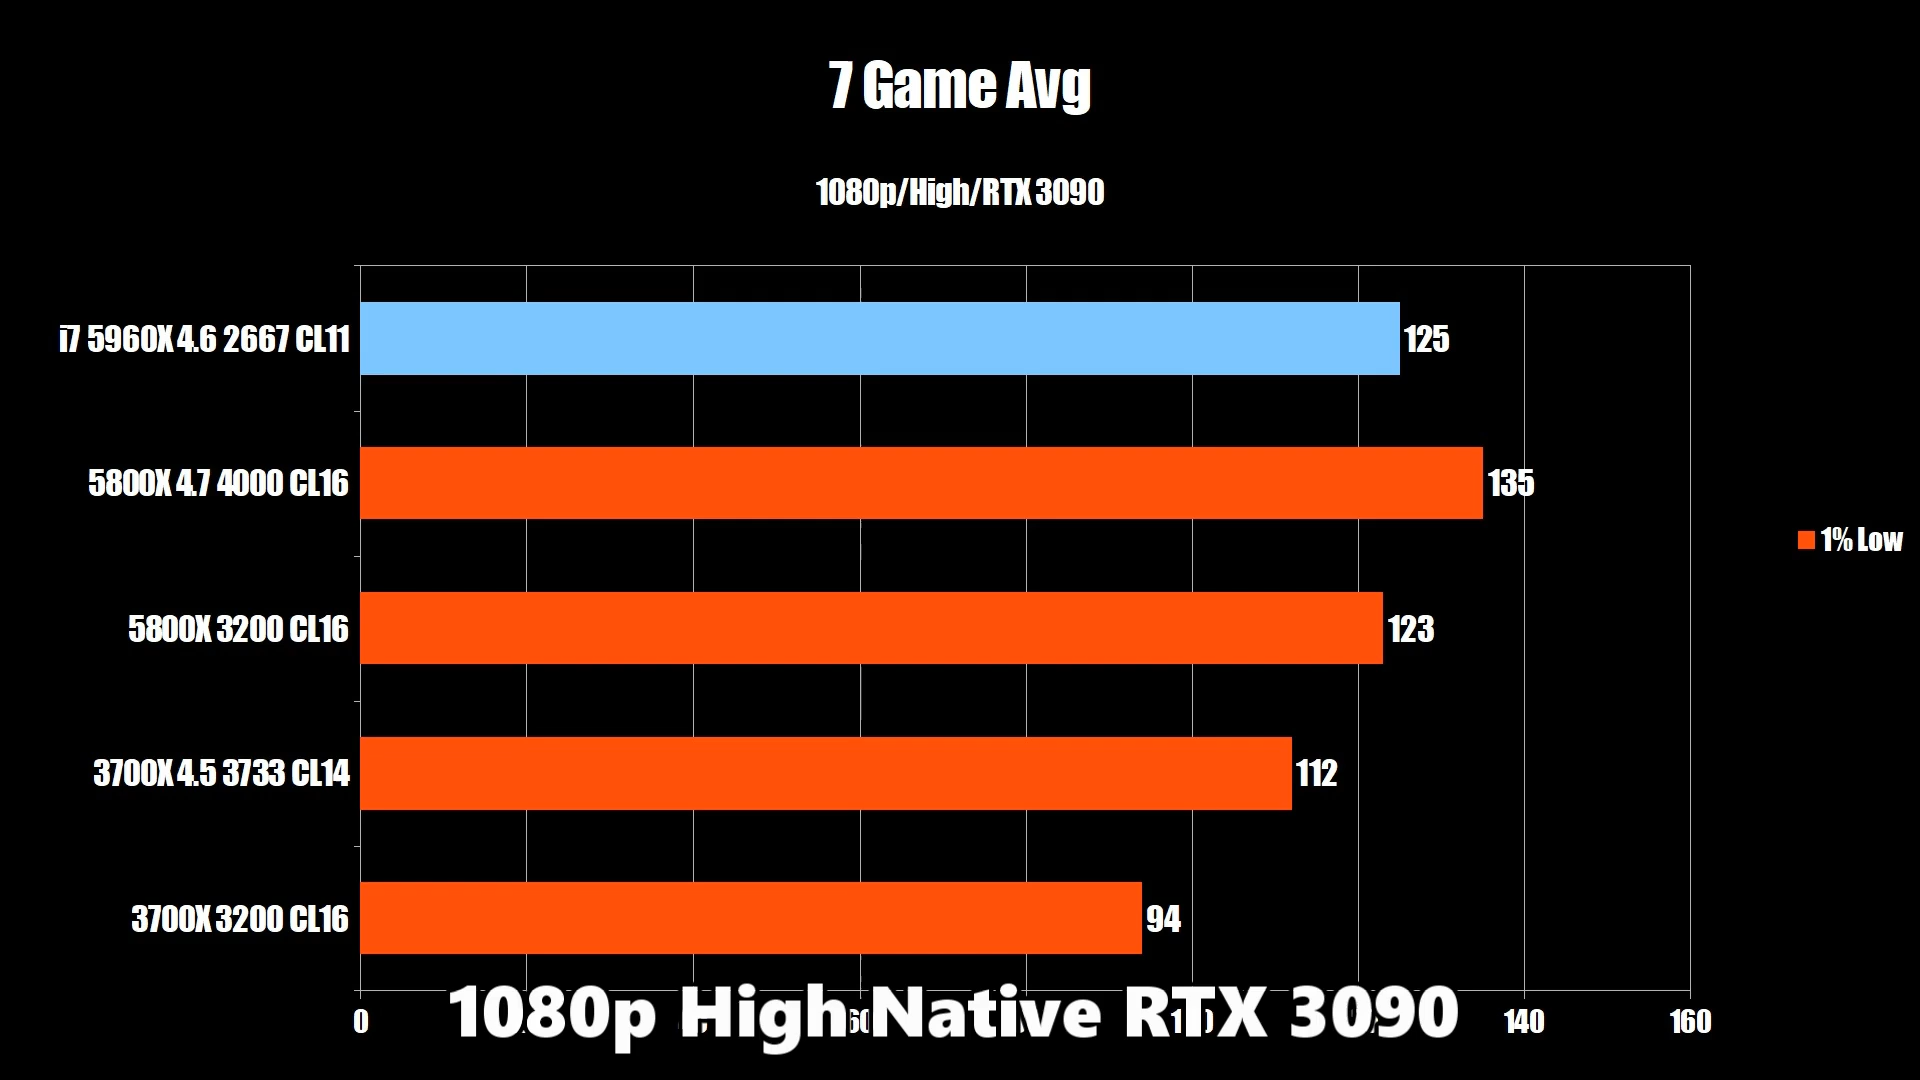 7 Game Avg
1080p/High/RTX 3090
i7 5960X 4.6 2667 CL11
125
5800X 4.7 4000 CL16
135
1% Low
5800X 3200 CL16
123
3700X 4.5 3733 CL14
112
3700X 3200 CL16
94
0 60 140 160
1080p High Native RTX 3090